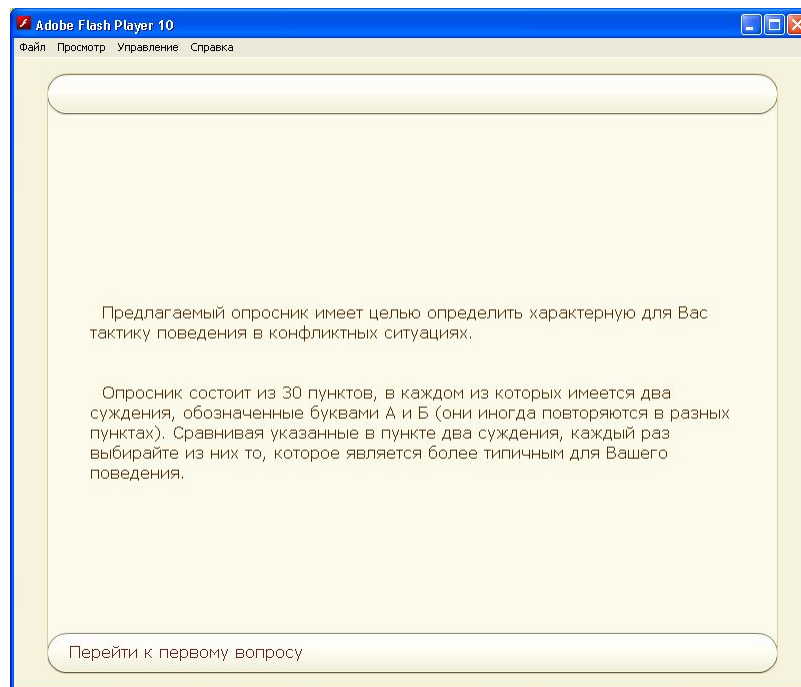 Adobe Flash Player 10
Файл Просмотр Управление Справка
Предлагаемый опросник имеет целью определить характерную для Вас
тактику поведения в конфликтных ситуациях.
Опросник состоит из 30 пунктов, в каждом из которых имеется два
суждения, обозначенные буквами А и Б (они иногда повторяются в разных
пунктах). Сравнивая указанные в пункте два суждения, каждый раз
выбирайте из них то, которое является более типичным для Вашего
поведения.
Перейти к первому вопросу